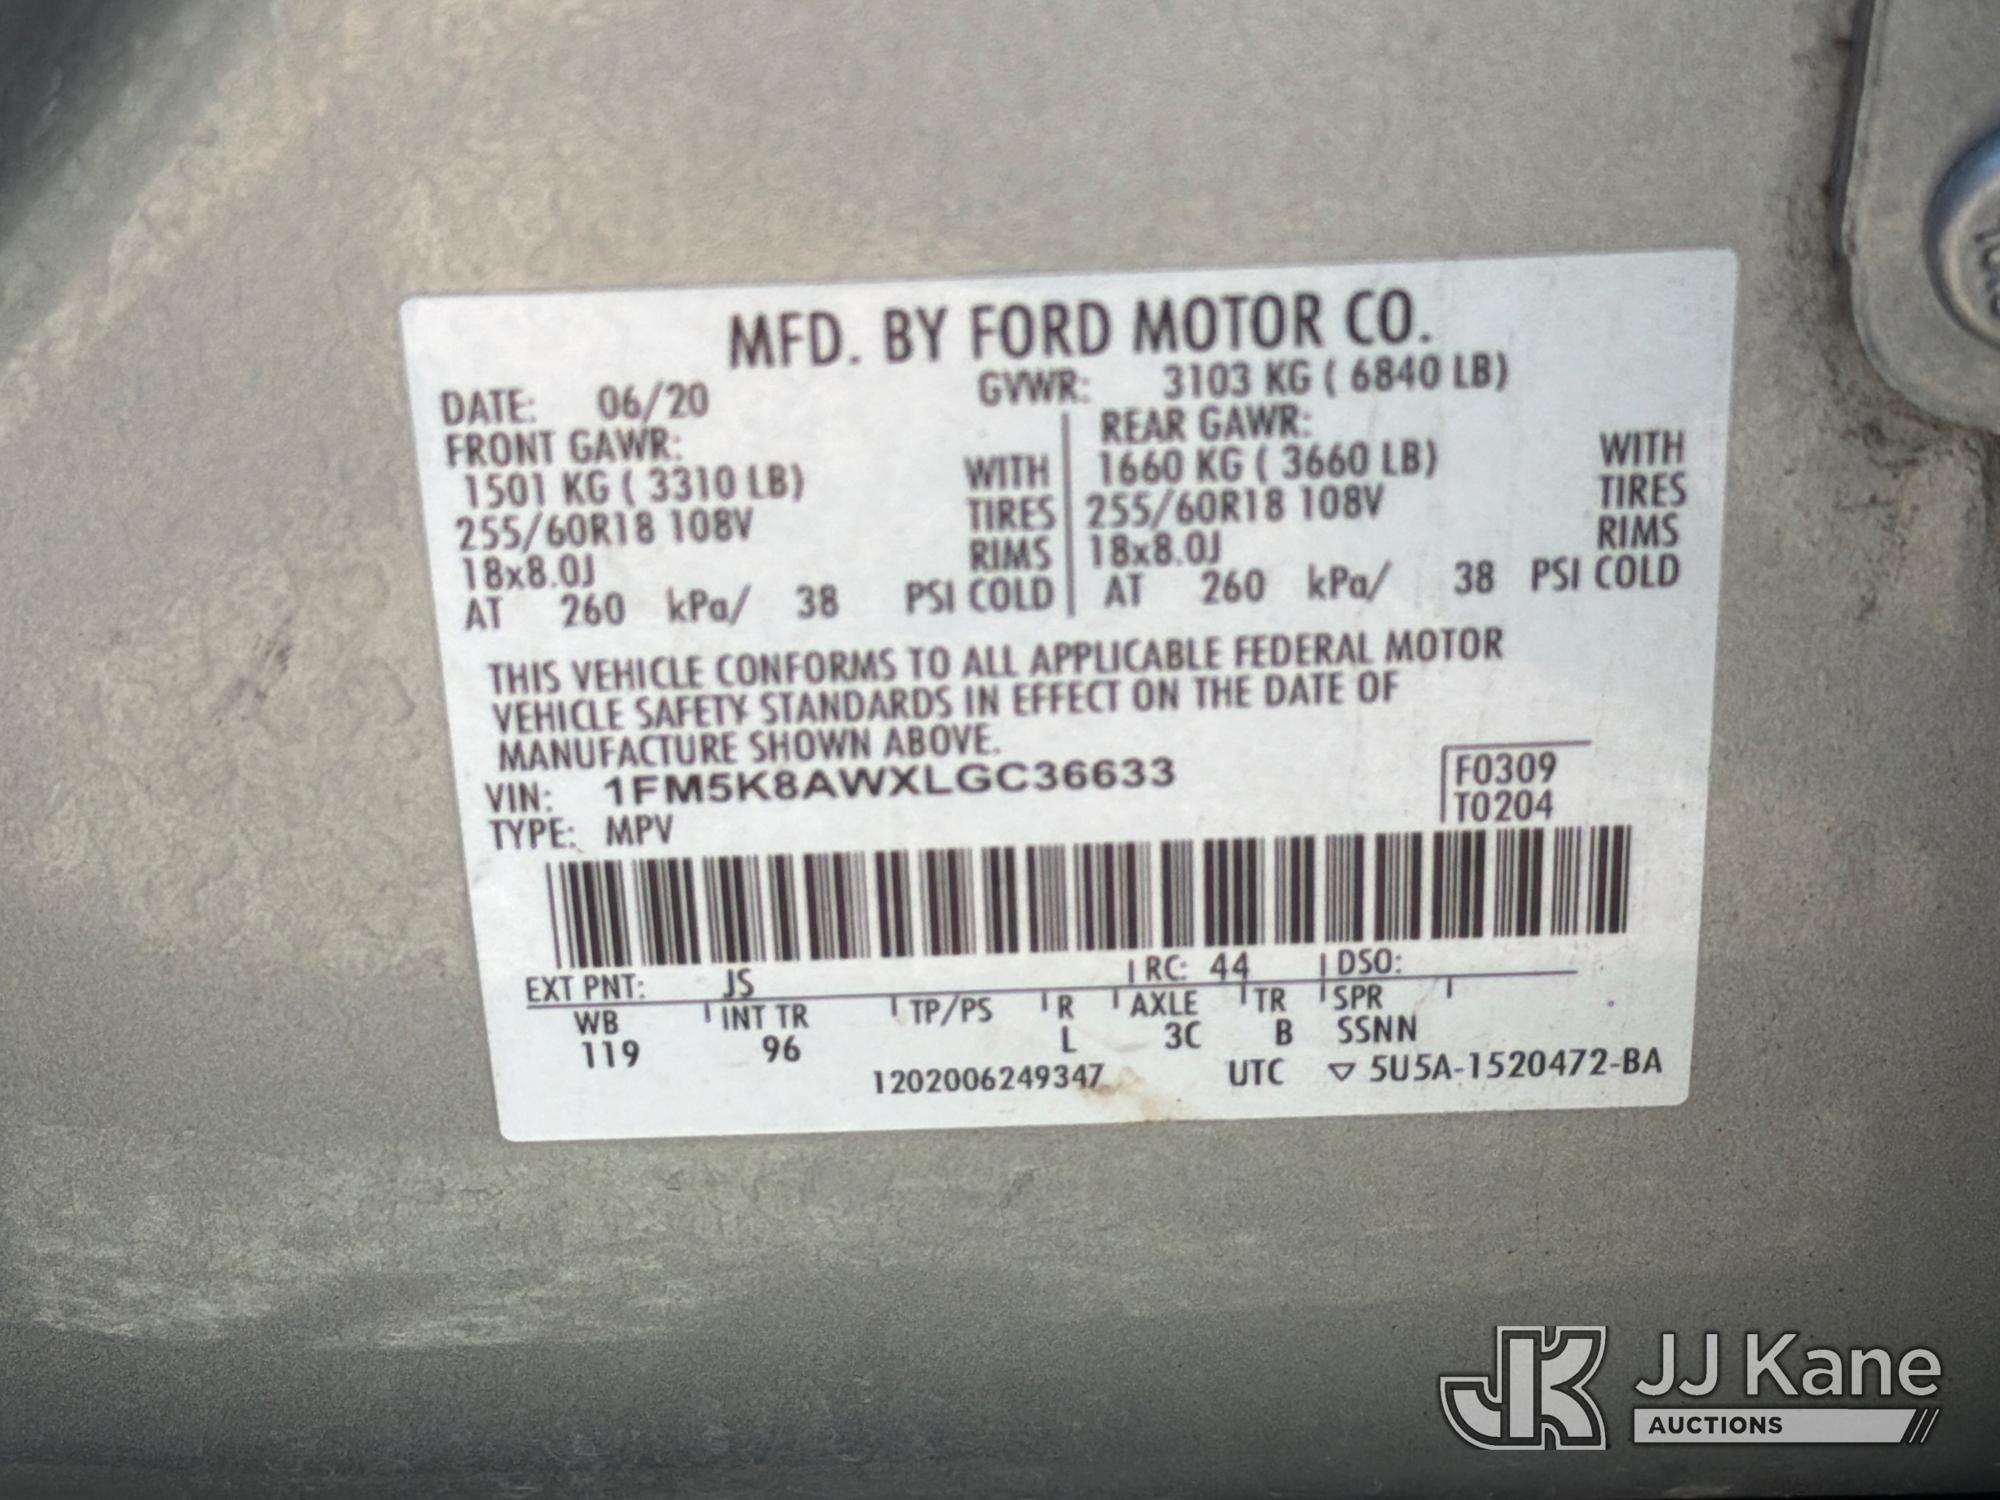 MFD. BY FORD MOTOR CO.
DATE: 06/20 GVWR: 3103 KG ( 6840 LB)
FRONT GAWR: REAR GAWR:
1501 KG ( 3310 LB) WITH 1660 KG ( 3660 LB) WITH
255/60R18 108V TIRES 255/60R18 108V TIRES
18x8.0J RIMS 18x8.0J RIMS
AT 260 kPa/ 38 PSI COLD AT 260 kPa/ 38 PSI COLD
THIS VEHICLE CONFORMS TO ALL APPLICABLE FEDERAL MOTOR
VEHICLE SAFETY STANDARDS IN EFFECT ON THE DATE OF
MANUFACTURE SHOWN ABOVE.
VIN: 1FM5K8AWXLGC36633 F0309
TYPE: MPV T0204
EXT PNT: JS RC: 44 DSO:
WB INT TR TP/PS R AXLE TR SPR
119 96 L 3C B SSNN
1202006249347 UTC ▽ 5U5A-1520472-BA
JK JJ Kane
AUCTIONS